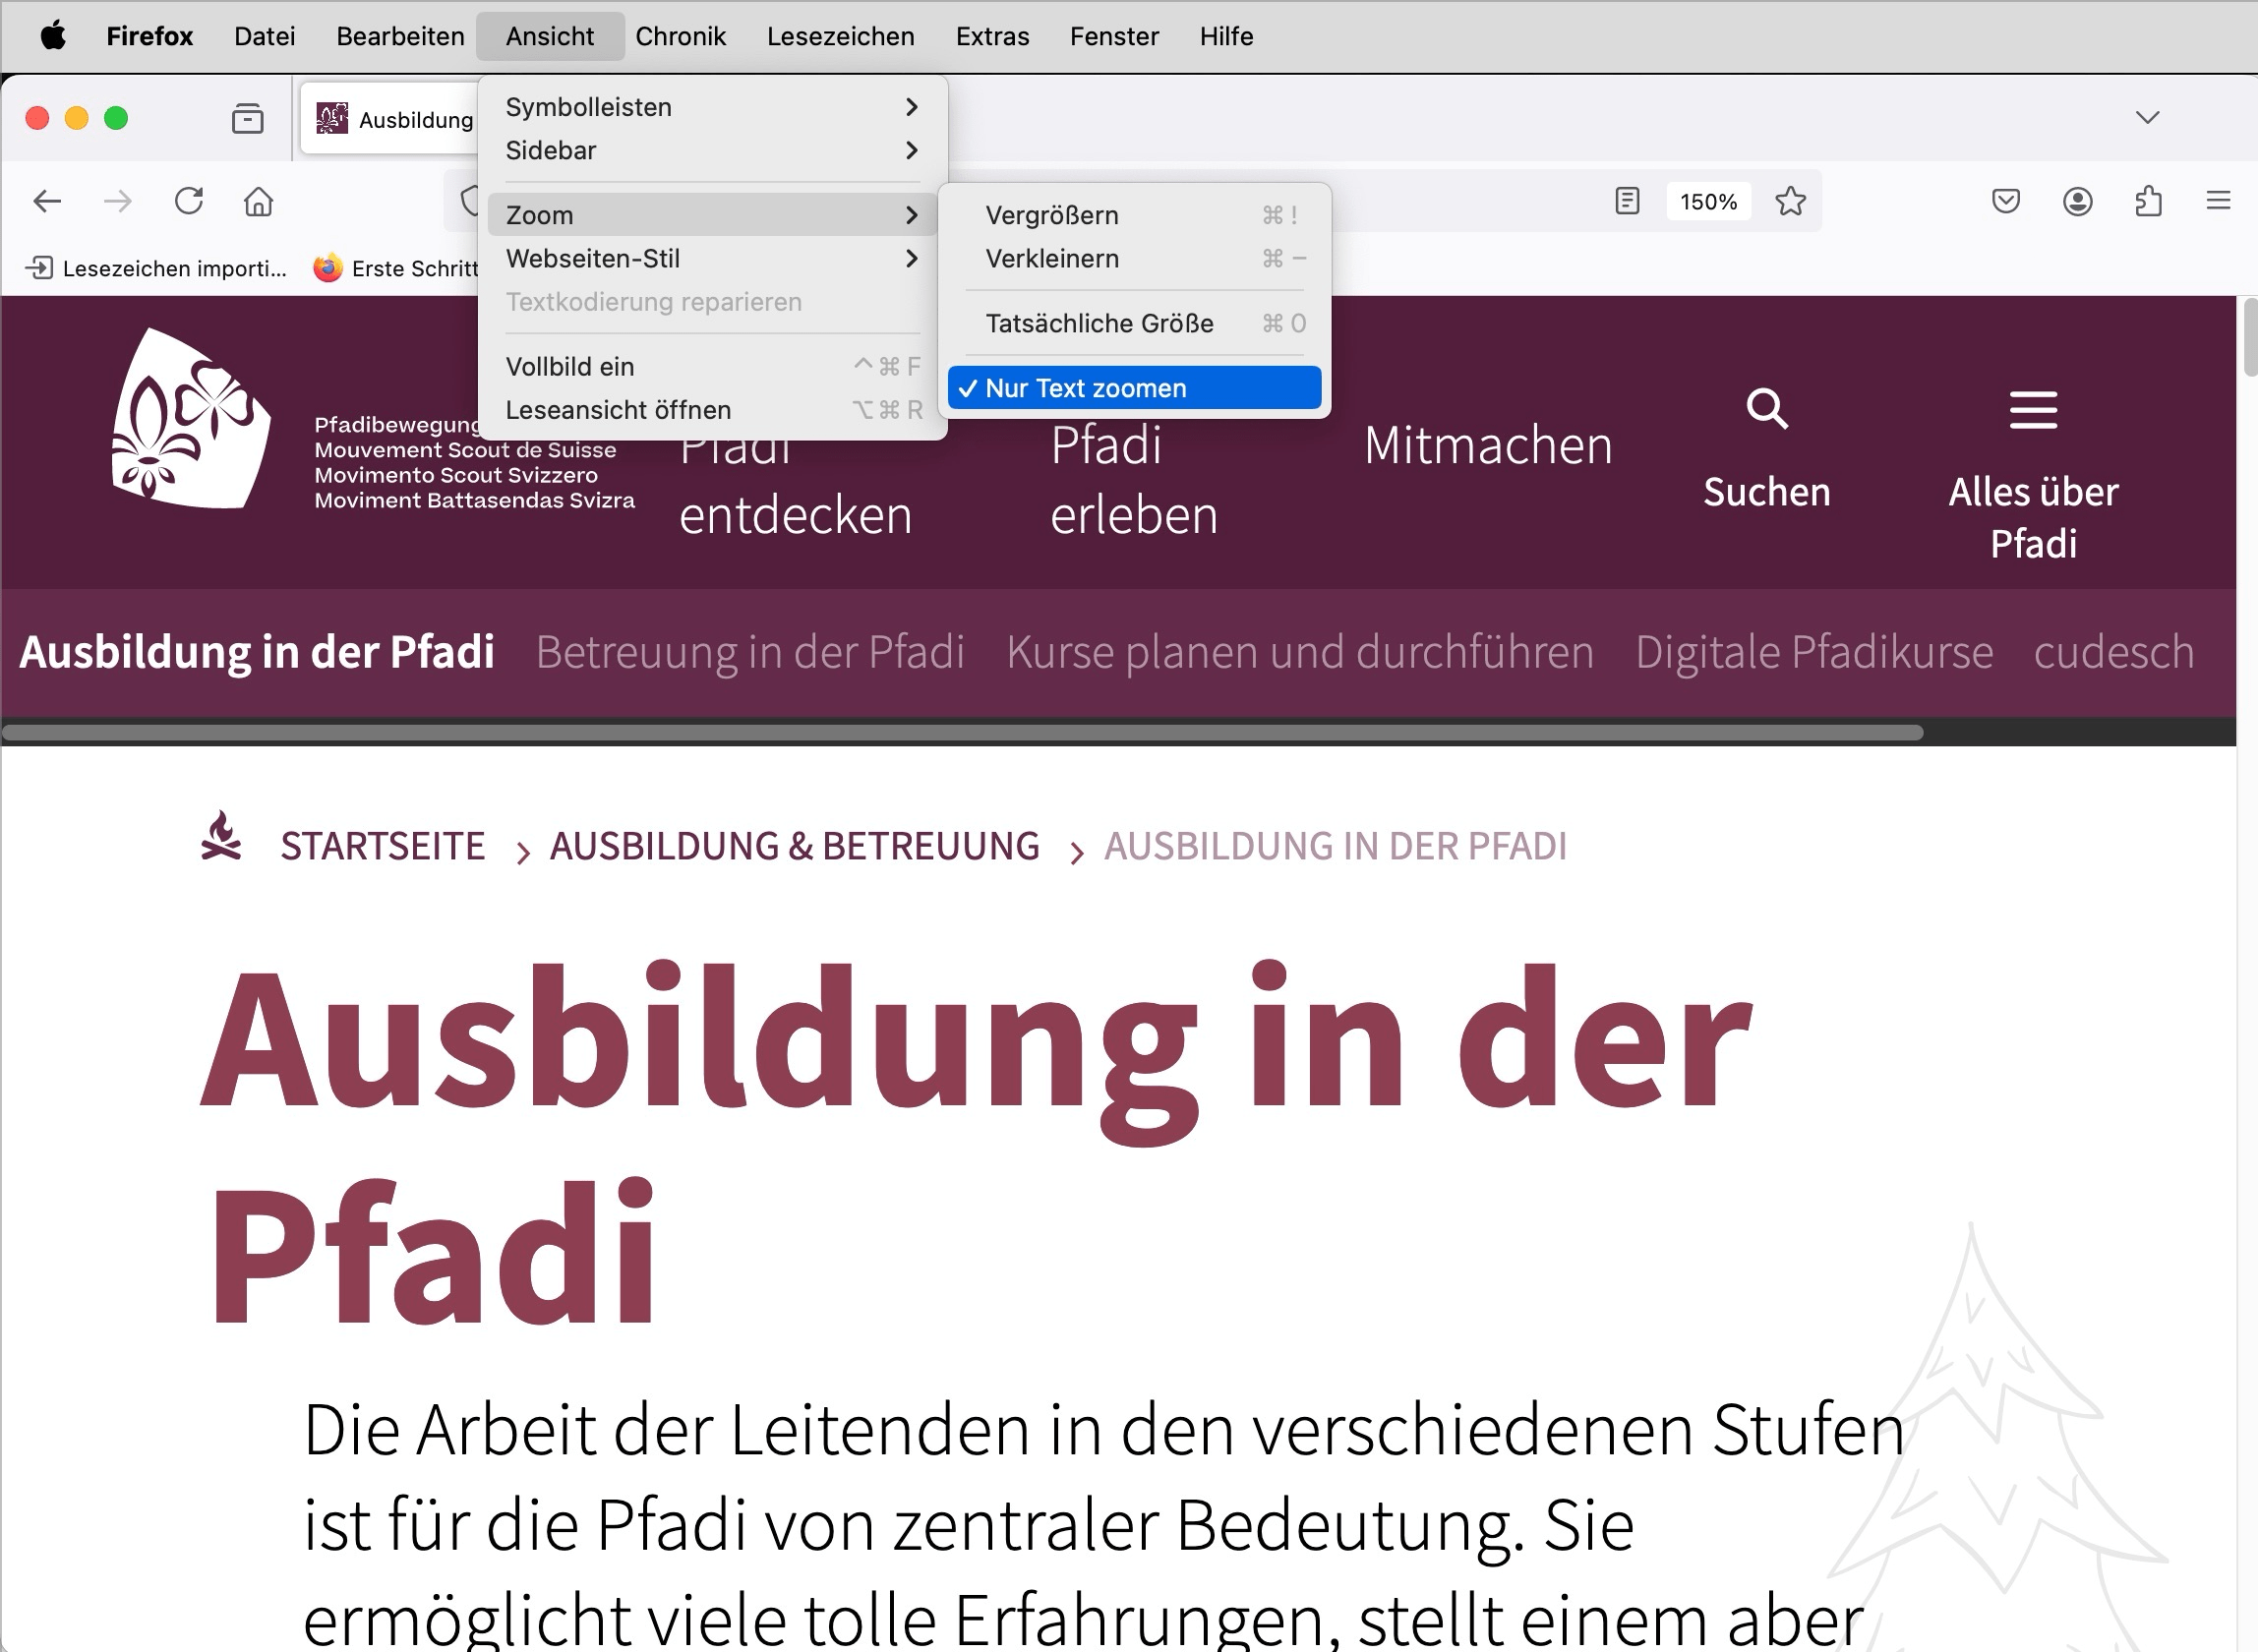 Firefox Datei Bearbeiten Ansicht Chronik Lesezeichen Extras Fenster Hilfe
Ausbildung
Symbolleisten
Sidebar
Zoom
Webseiten-Stil
Textkodierung reparieren
Vollbild ein ^⌘F
Leseansicht öffnen ⌥⌘R
Vergrößern ⌘!
Verkleinern ⌘−
Tatsächliche Größe ⌘0
✓ Nur Text zoomen
150%
Lesezeichen importi...
Erste Schritt
Pfadibewegung
Mouvement Scout de Suisse
Movimento Scout Svizzero
Moviment Battasendas Svizra
Pfadi
entdecken
Pfadi
erleben
Mitmachen
Suchen
Alles über
Pfadi
Ausbildung in der Pfadi Betreuung in der Pfadi Kurse planen und durchführen Digitale Pfadikurse cudesch
STARTSEITE › AUSBILDUNG & BETREUUNG › AUSBILDUNG IN DER PFADI
Ausbildung in der
Pfadi
Die Arbeit der Leitenden in den verschiedenen Stufen
ist für die Pfadi von zentraler Bedeutung. Sie
ermöglicht viele tolle Erfahrungen, stellt einem aber